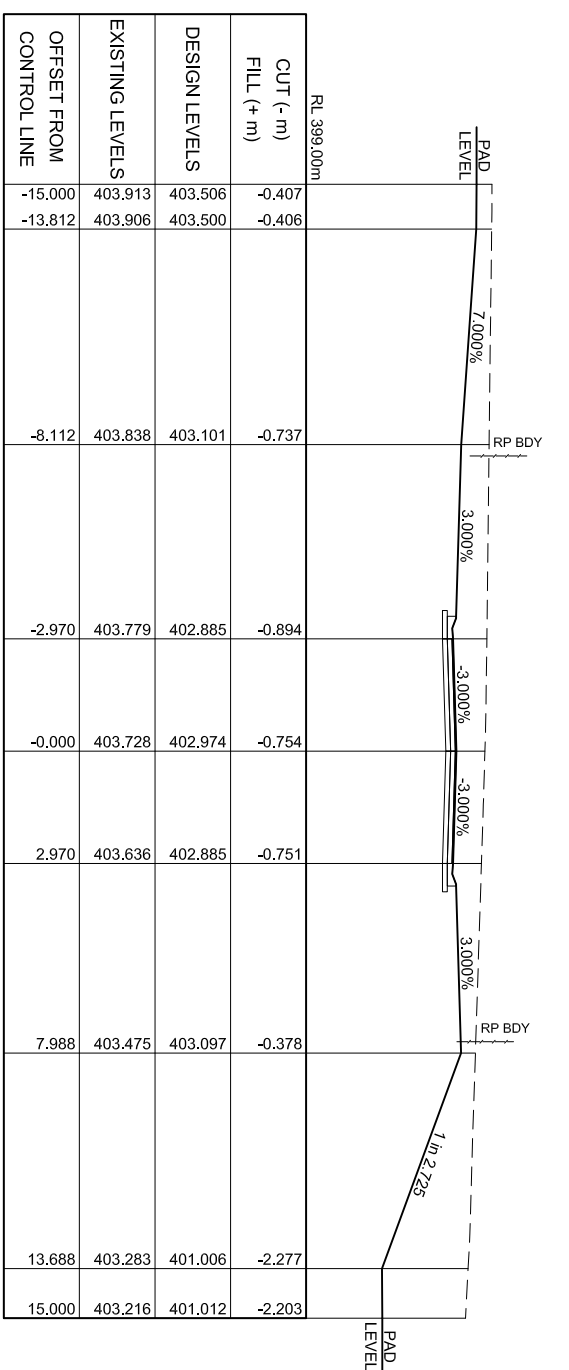 PAD
LEVEL
7.000%
RP BDY
3.000%
-3.000%
-3.000%
3.000%
RP BDY
1 in 2.725
PAD
LEVEL
RL 399.00m
CUT (- m)
FILL (+ m)
-0.407
-0.406
-0.737
-0.894
-0.754
-0.751
-0.378
-2.277
-2.203
DESIGN LEVELS
403.506
403.500
403.101
402.885
402.974
402.885
403.097
401.006
401.012
EXISTING LEVELS
403.913
403.906
403.838
403.779
403.728
403.636
403.475
403.283
403.216
OFFSET FROM
CONTROL LINE
-15.000
-13.812
-8.112
-2.970
-0.000
2.970
7.988
13.688
15.000